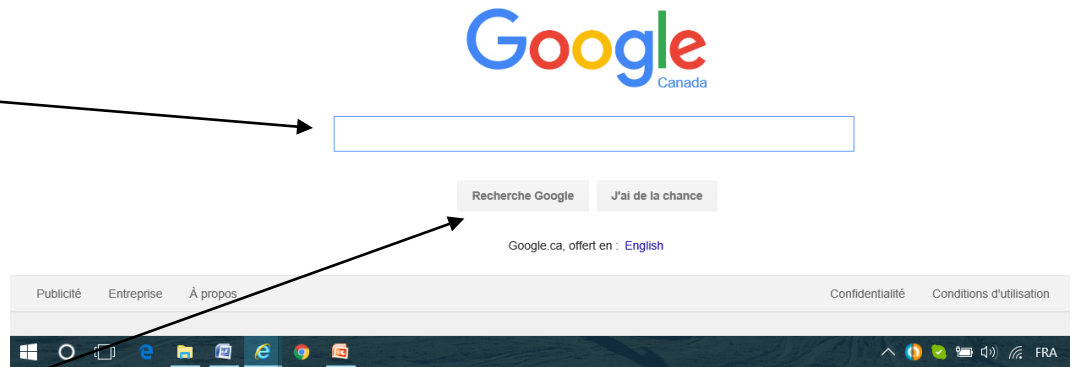 Google
Canada
Recherche Google J'ai de la chance
Google.ca, offert en : English
Publicité Entreprise À propos Confidentialité Conditions d'utilisation
FRA